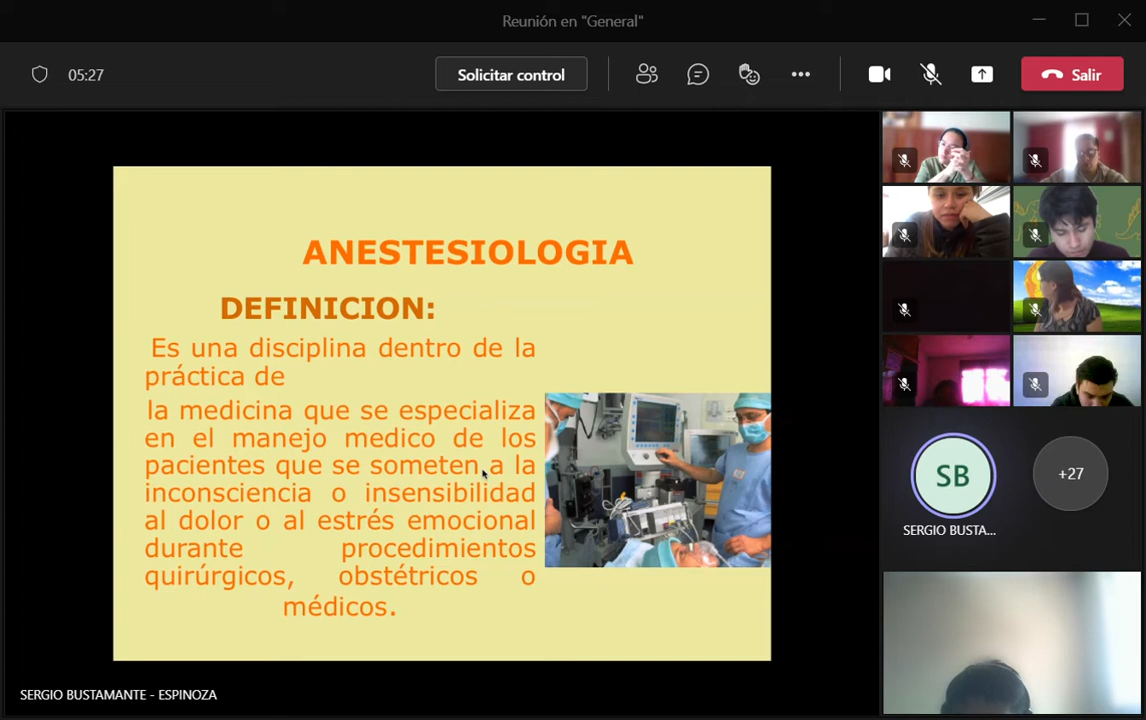 Reunión en "General"
05:27
Solicitar control
Salir
ANESTESIOLOGIA
DEFINICION:
Es una disciplina dentro de la
práctica de
la medicina que se especializa
en el manejo medico de los
pacientes que se someten a la
inconsciencia o insensibilidad
al dolor o al estrés emocional
durante procedimientos
quirúrgicos, obstétricos o
médicos.
SB
+27
SERGIO BUSTAMA...
SERGIO BUSTAMANTE - ESPINOZA